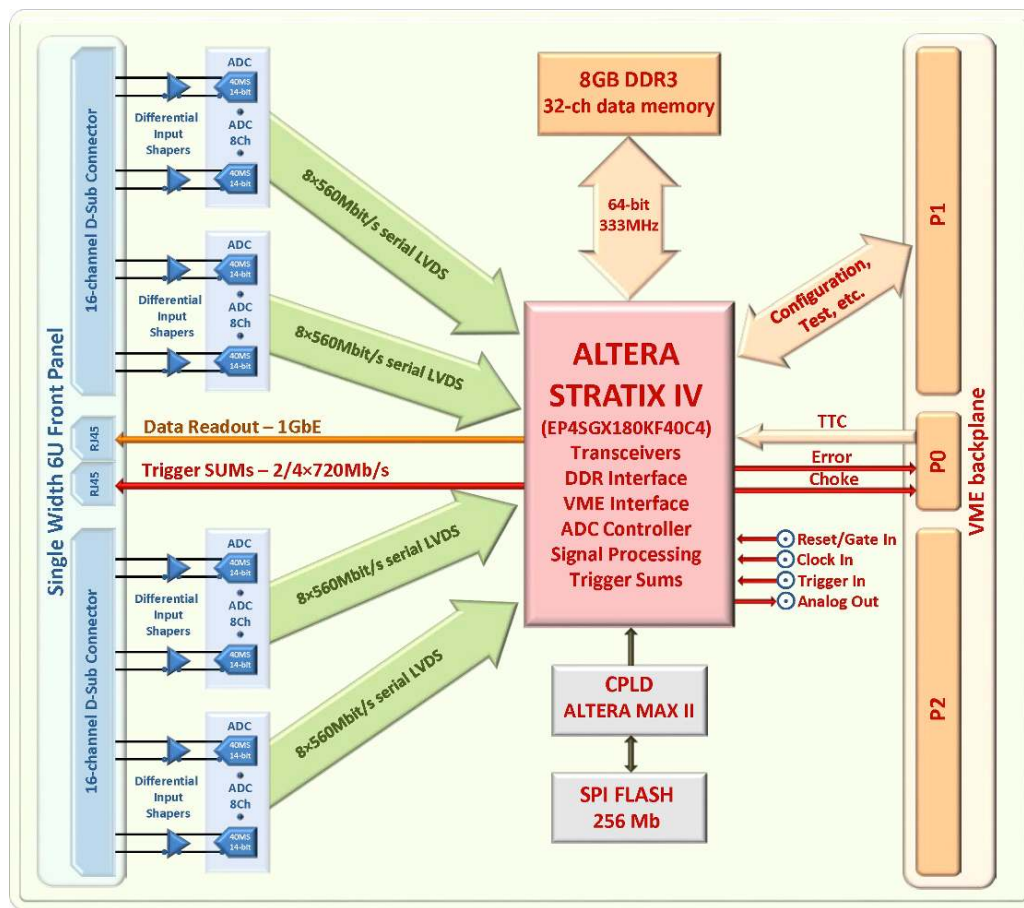 Single Width 6U Front Panel
16-channel D-Sub Connector
Differential
Input
Shapers
ADC
40MS
14-bit
ADC
8Ch
40MS
14-bit
8×560Mbit/s serial LVDS
Differential
Input
Shapers
ADC
40MS
14-bit
ADC
8Ch
40MS
14-bit
8×560Mbit/s serial LVDS
RJ45
Data Readout – 1GbE
RJ45
Trigger SUMs – 2/4×720Mb/s
16-channel D-Sub Connector
Differential
Input
Shapers
ADC
40MS
14-bit
ADC
8Ch
40MS
14-bit
8×560Mbit/s serial LVDS
Differential
Input
Shapers
ADC
40MS
14-bit
ADC
8Ch
40MS
14-bit
8×560Mbit/s serial LVDS
8GB DDR3
32-ch data memory
64-bit
333MHz
ALTERA
STRATIX IV
(EP4SGX180KF40C4)
Transceivers
DDR Interface
VME Interface
ADC Controller
Signal Processing
Trigger Sums
CPLD
ALTERA MAX II
SPI FLASH
256 Mb
Configuration,
Test, etc.
TTC
Error
Choke
Reset/Gate In
Clock In
Trigger In
Analog Out
P1
P0
P2
VME backplane